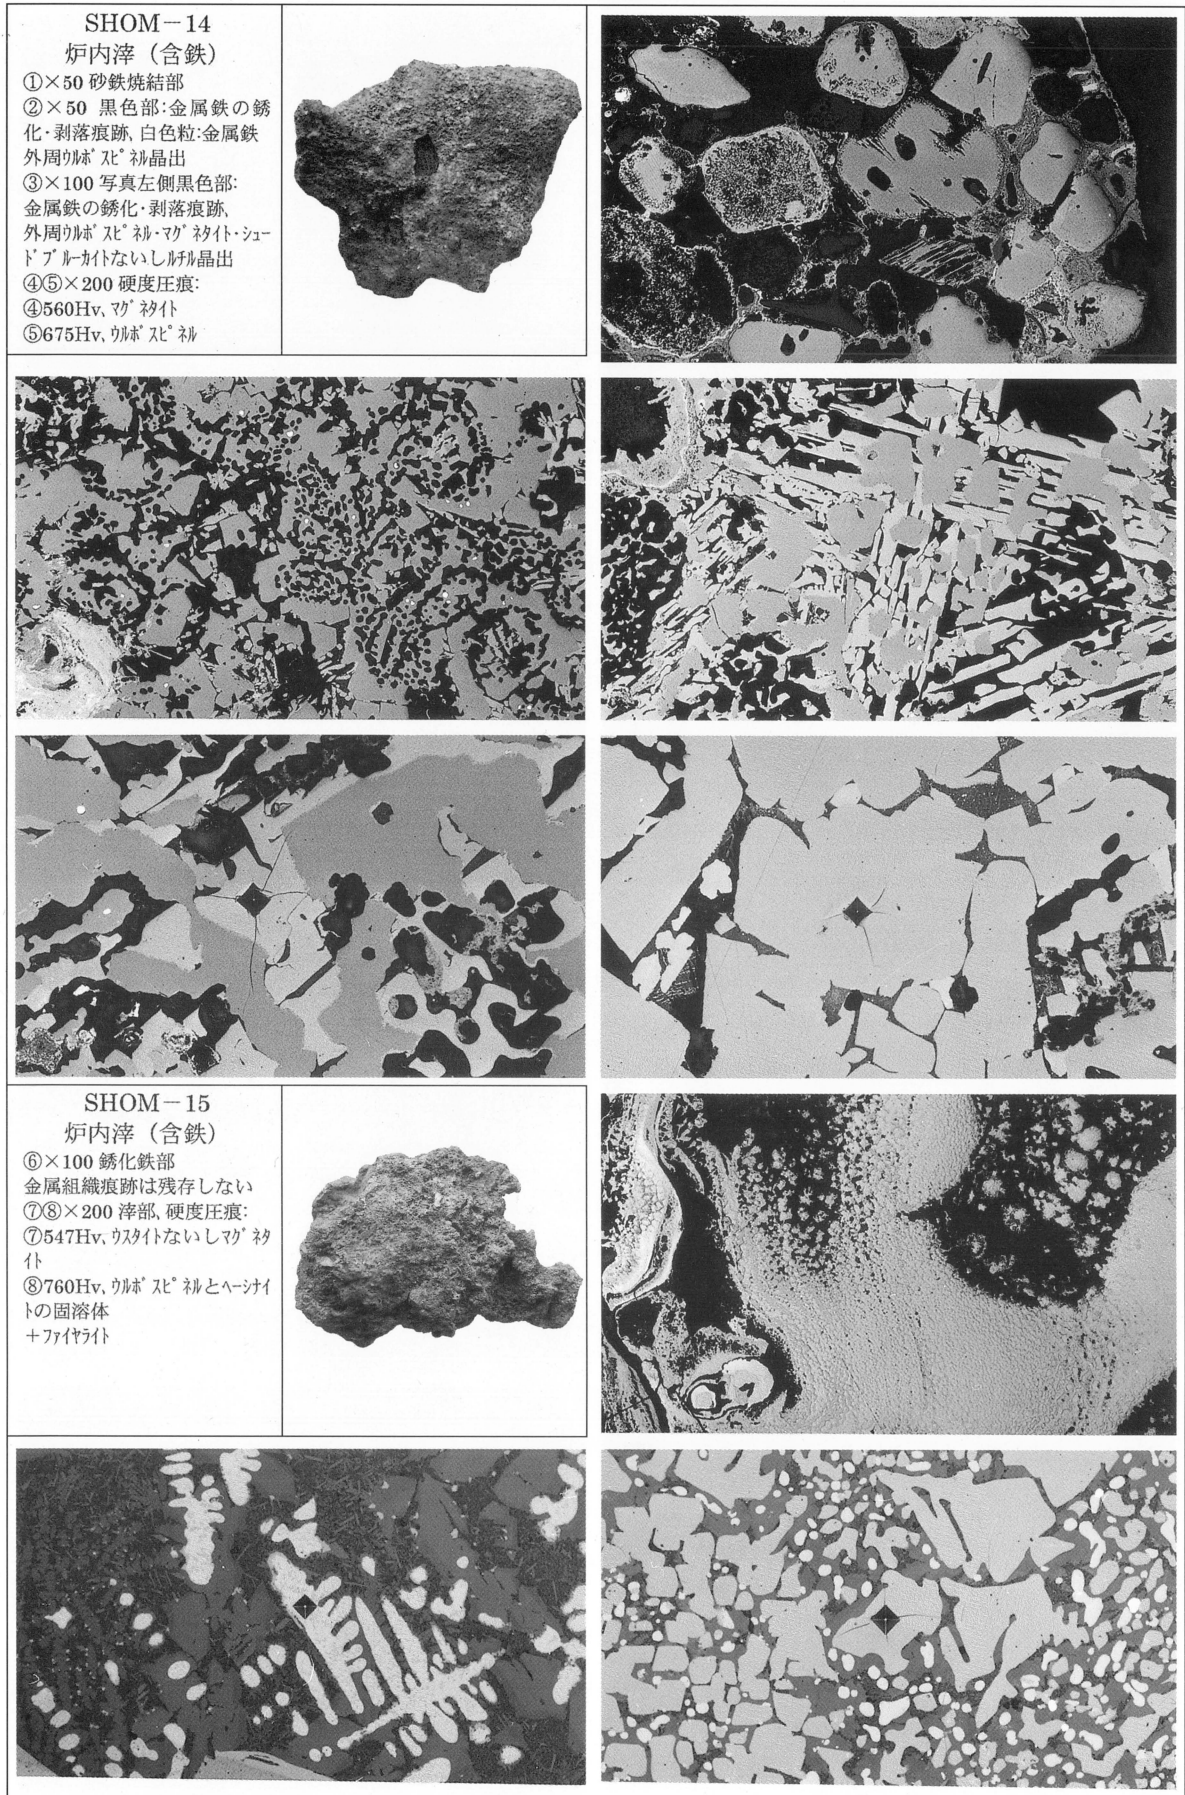 SHOM－14
炉内滓（含鉄）
①×50 砂鉄焼結部
②×50 黒色部:金属鉄の銹
化・剥落痕跡、白色粒:金属鉄
外周ｳﾙﾎﾞｽﾋﾟﾈﾙ晶出
③×100 写真左側黒色部:
金属鉄の銹化・剥落痕跡、
外周ｳﾙﾎﾞｽﾋﾟﾈﾙ・ﾏｸﾞﾈﾀｲﾄ・ｼｭｰ
ﾄﾞﾌﾞﾙｰｶｲﾄないしﾙﾁﾙ晶出
④⑤×200 硬度圧痕:
④560Hv、ﾏｸﾞﾈﾀｲﾄ
⑤675Hv、ｳﾙﾎﾞｽﾋﾟﾈﾙ
SHOM－15
炉内滓（含鉄）
⑥×100 銹化鉄部
金属組織痕跡は残存しない
⑦⑧×200 滓部、硬度圧痕:
⑦547Hv、ｳｽﾀｲﾄないしﾏｸﾞﾈﾀ
ｲﾄ
⑧760Hv、ｳﾙﾎﾞｽﾋﾟﾈﾙとﾍｰｼﾅｲ
ﾄの固溶体
＋ﾌｧｲﾔﾗｲﾄ